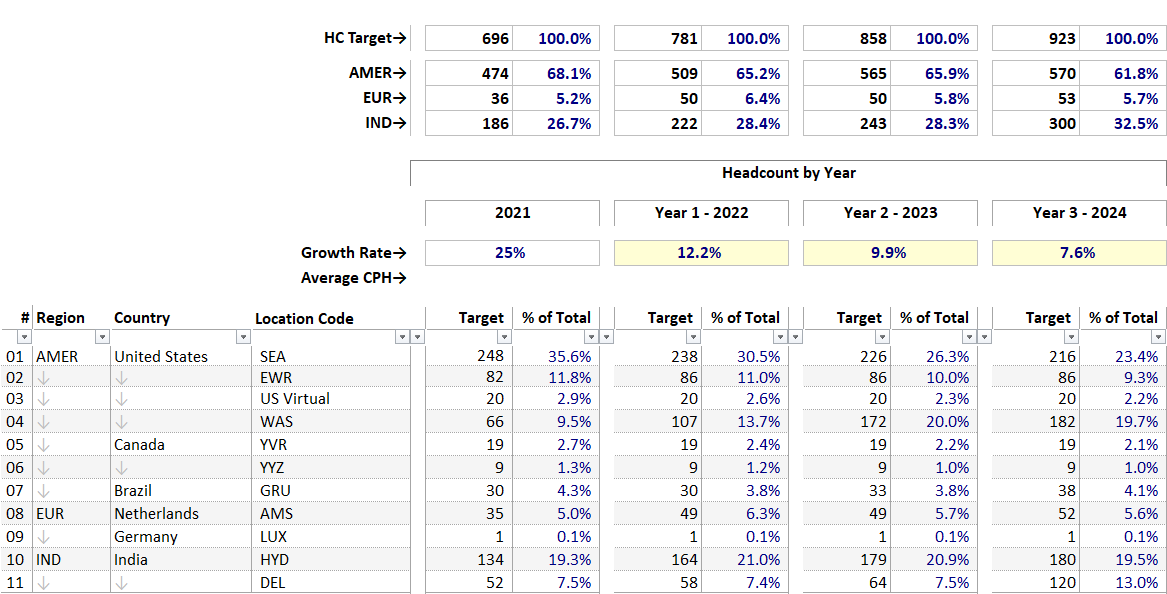 HC Target→ 696 100.0% 781 100.0% 858 100.0% 923 100.0%
AMER→ 474 68.1% 509 65.2% 565 65.9% 570 61.8%
EUR→ 36 5.2% 50 6.4% 50 5.8% 53 5.7%
IND→ 186 26.7% 222 28.4% 243 28.3% 300 32.5%
Headcount by Year
2021 Year 1 - 2022 Year 2 - 2023 Year 3 - 2024
Growth Rate→ 25% 12.2% 9.9% 7.6%
Average CPH→
# Region Country Location Code Target % of Total Target % of Total Target % of Total Target % of Total
01 AMER United States SEA 248 35.6% 238 30.5% 226 26.3% 216 23.4%
02 ↓ ↓ EWR 82 11.8% 86 11.0% 86 10.0% 86 9.3%
03 ↓ ↓ US Virtual 20 2.9% 20 2.6% 20 2.3% 20 2.2%
04 ↓ ↓ WAS 66 9.5% 107 13.7% 172 20.0% 182 19.7%
05 ↓ Canada YVR 19 2.7% 19 2.4% 19 2.2% 19 2.1%
06 ↓ ↓ YYZ 9 1.3% 9 1.2% 9 1.0% 9 1.0%
07 ↓ Brazil GRU 30 4.3% 30 3.8% 33 3.8% 38 4.1%
08 EUR Netherlands AMS 35 5.0% 49 6.3% 49 5.7% 52 5.6%
09 ↓ Germany LUX 1 0.1% 1 0.1% 1 0.1% 1 0.1%
10 IND India HYD 134 19.3% 164 21.0% 179 20.9% 180 19.5%
11 ↓ ↓ DEL 52 7.5% 58 7.4% 64 7.5% 120 13.0%